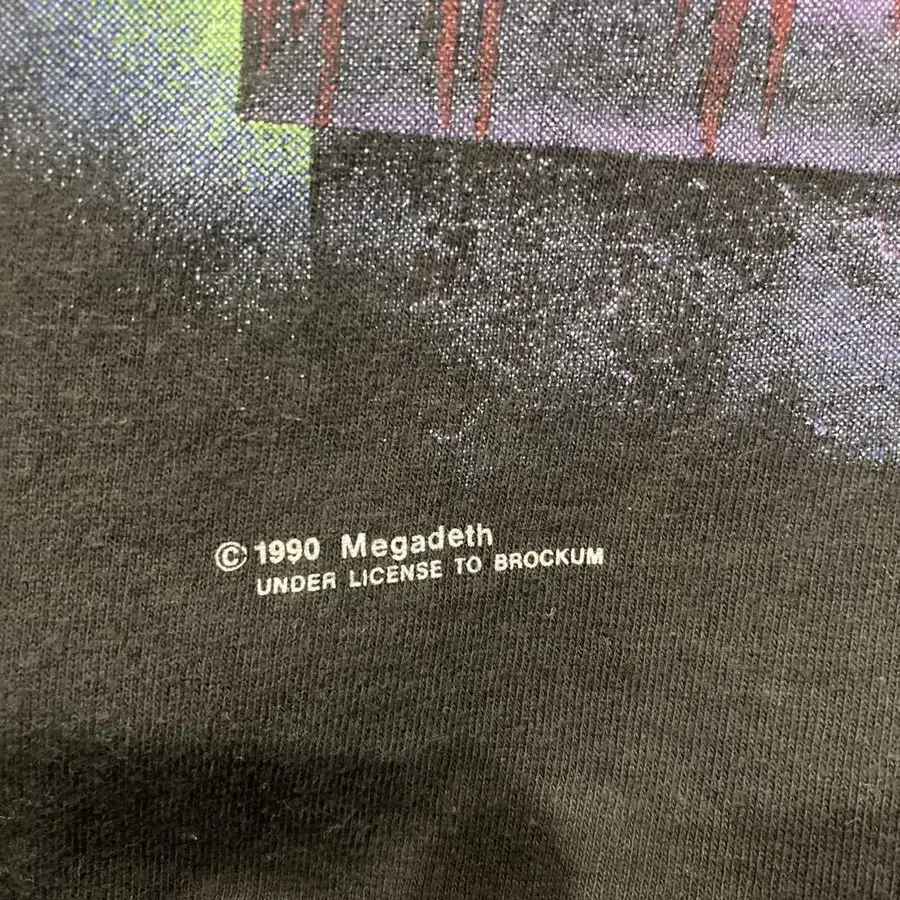 © 1990 Megadeth
UNDER LICENSE TO BROCKUM